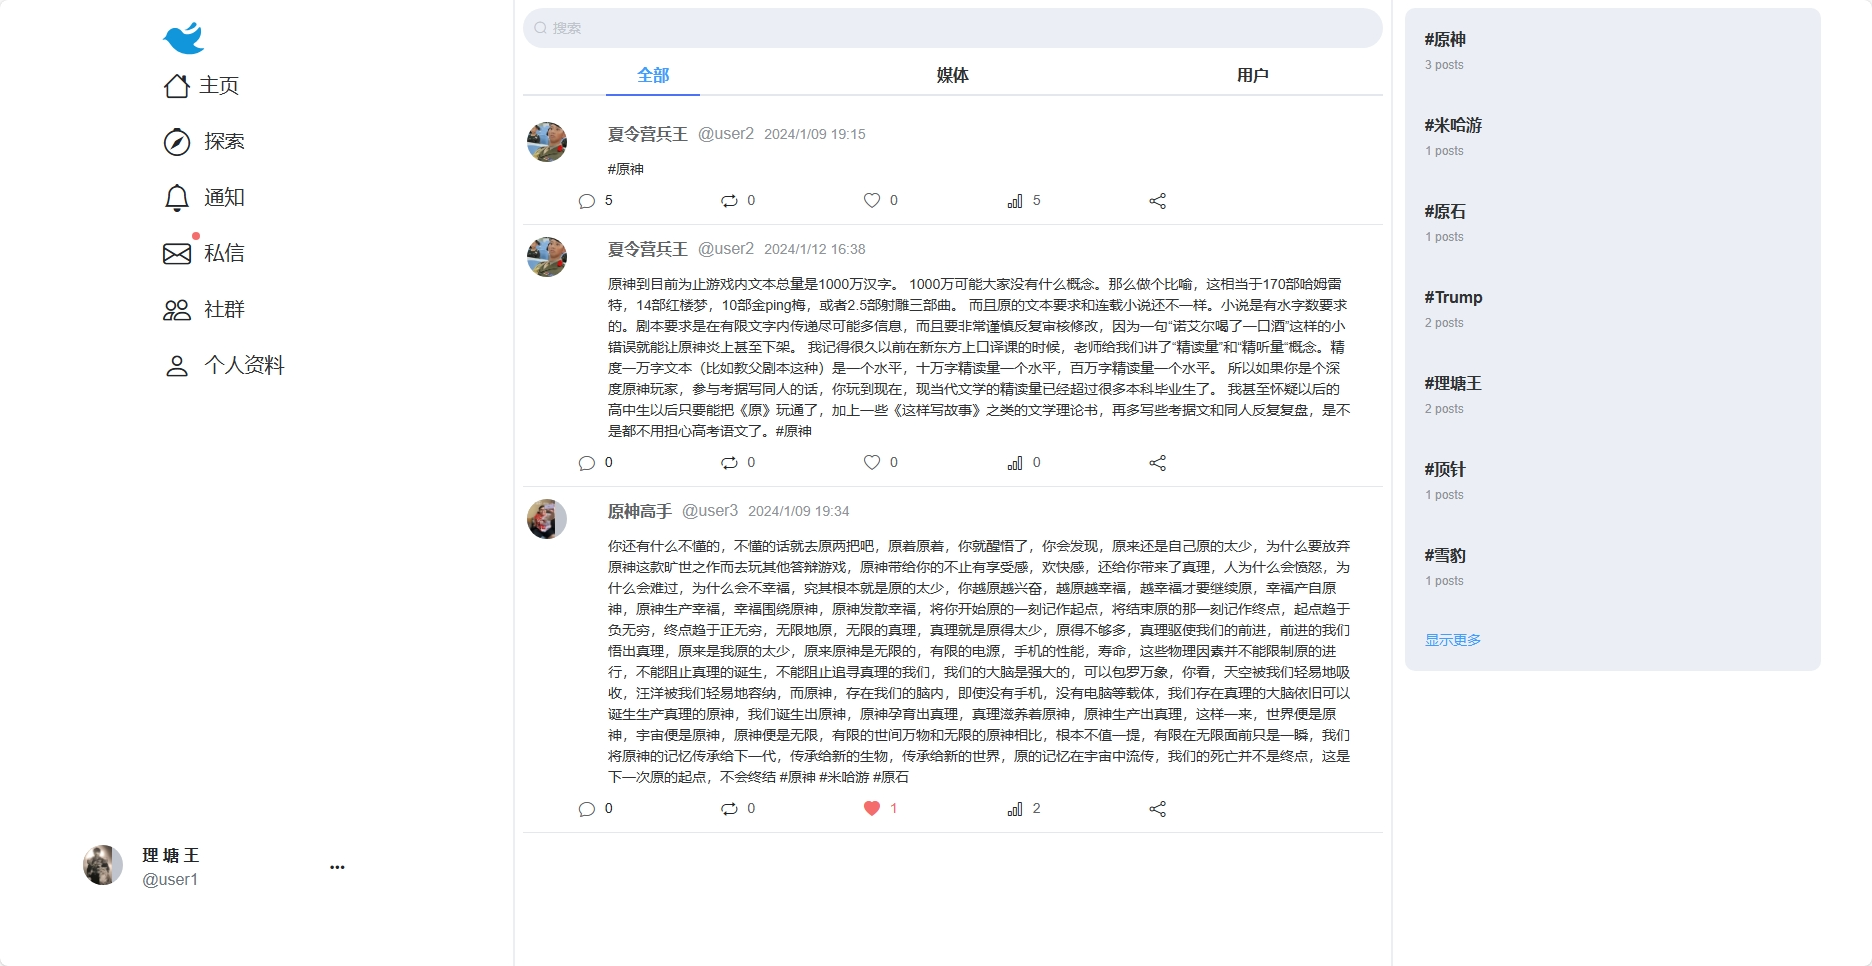 主页
探索
通知
私信
社群
个人资料
理 塘 王
@user1
搜索
全部 媒体 用户
夏令营兵王 @user2 2024/1/09 19:15
#原神
5 0 0 5
夏令营兵王 @user2 2024/1/12 16:38
原神到目前为止游戏内文本总量是1000万汉字。 1000万可能大家没有什么概念。那么做个比喻，这相当于170部哈姆雷
特，14部红楼梦，10部金ping梅，或者2.5部射雕三部曲。 而且原的文本要求和连载小说还不一样。小说是有水字数要求
的。剧本要求是在有限文字内传递尽可能多信息，而且要非常谨慎反复审核修改，因为一句“诺艾尔喝了一口酒”这样的小
错误就能让原神炎上甚至下架。 我记得很久以前在新东方上口译课的时候，老师给我们讲了“精读量”和“精听量“概念。精
度一万字文本（比如教父剧本这种）是一个水平，十万字精读量一个水平，百万字精读量一个水平。 所以如果你是个深
度原神玩家，参与考据写同人的话，你玩到现在，现当代文学的精读量已经超过很多本科毕业生了。 我甚至怀疑以后的
高中生以后只要能把《原》玩通了，加上一些《这样写故事》之类的文学理论书，再多写些考据文和同人反复复盘，是不
是都不用担心高考语文了。#原神
0 0 0 0
原神高手 @user3 2024/1/09 19:34
你还有什么不懂的，不懂的话就去原两把吧，原着原着，你就醒悟了，你会发现，原来还是自己原的太少，为什么要放弃
原神这款旷世之作而去玩其他答辩游戏，原神带给你的不止有享受感，欢快感，还给你带来了真理，人为什么会愤怒，为
什么会难过，为什么会不幸福，究其根本就是原的太少，你越原越兴奋，越原越幸福，越幸福才要继续原，幸福产自原
神，原神生产幸福，幸福围绕原神，原神发散幸福，将你开始原的一刻记作起点，将结束原的那一刻记作终点，起点趋于
负无穷，终点趋于正无穷，无限地原，无限的真理，真理就是原得太少，原得不够多，真理驱使我们的前进，前进的我们
悟出真理，原来是我原的太少，原来原神是无限的，有限的电源，手机的性能，寿命，这些物理因素并不能限制原的进
行，不能阻止真理的诞生，不能阻止追寻真理的我们，我们的大脑是强大的，可以包罗万象，你看，天空被我们轻易地吸
收，汪洋被我们轻易地容纳，而原神，存在我们的脑内，即使没有手机，没有电脑等载体，我们存在真理的大脑依旧可以
诞生生产真理的原神，我们诞生出原神，原神孕育出真理，真理滋养着原神，原神生产出真理，这样一来，世界便是原
神，宇宙便是原神，原神便是无限，有限的世间万物和无限的原神相比，根本不值一提，有限在无限面前只是一瞬，我们
将原神的记忆传承给下一代，传承给新的生物，传承给新的世界，原的记忆在宇宙中流传，我们的死亡并不是终点，这是
下一次原的起点，不会终结 #原神 #米哈游 #原石
0 0 1 2
#原神
3 posts
#米哈游
1 posts
#原石
1 posts
#Trump
2 posts
#理塘王
2 posts
#顶针
1 posts
#雪豹
1 posts
显示更多